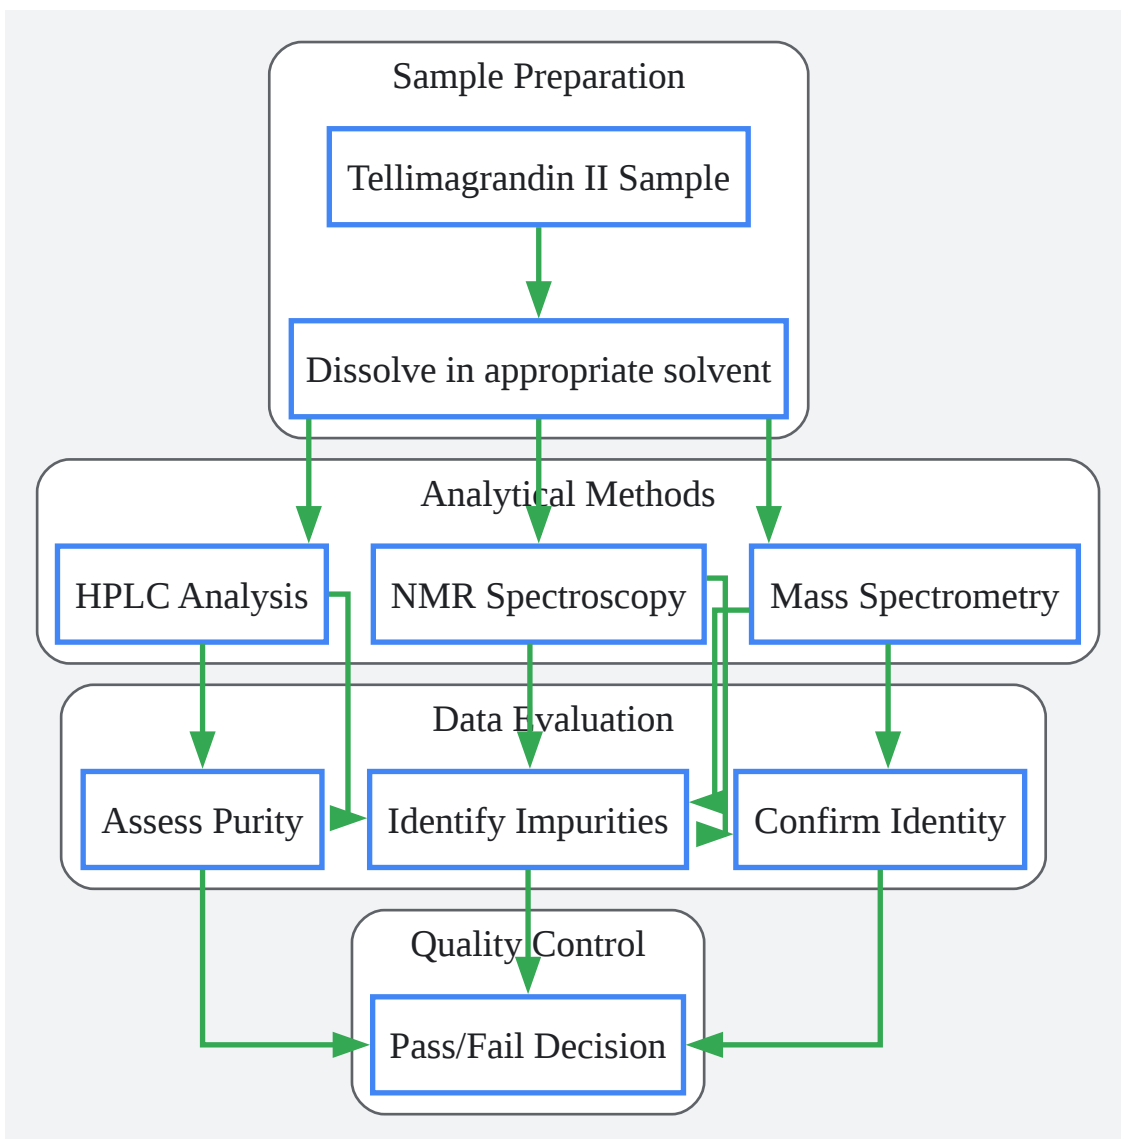 Sample Preparation
Tellimagrandin II Sample
Dissolve in appropriate solvent
Analytical Methods
HPLC Analysis
NMR Spectroscopy
Mass Spectrometry
Data Evaluation
Assess Purity
Identify Impurities
Confirm Identity
Quality Control
Pass/Fail Decision